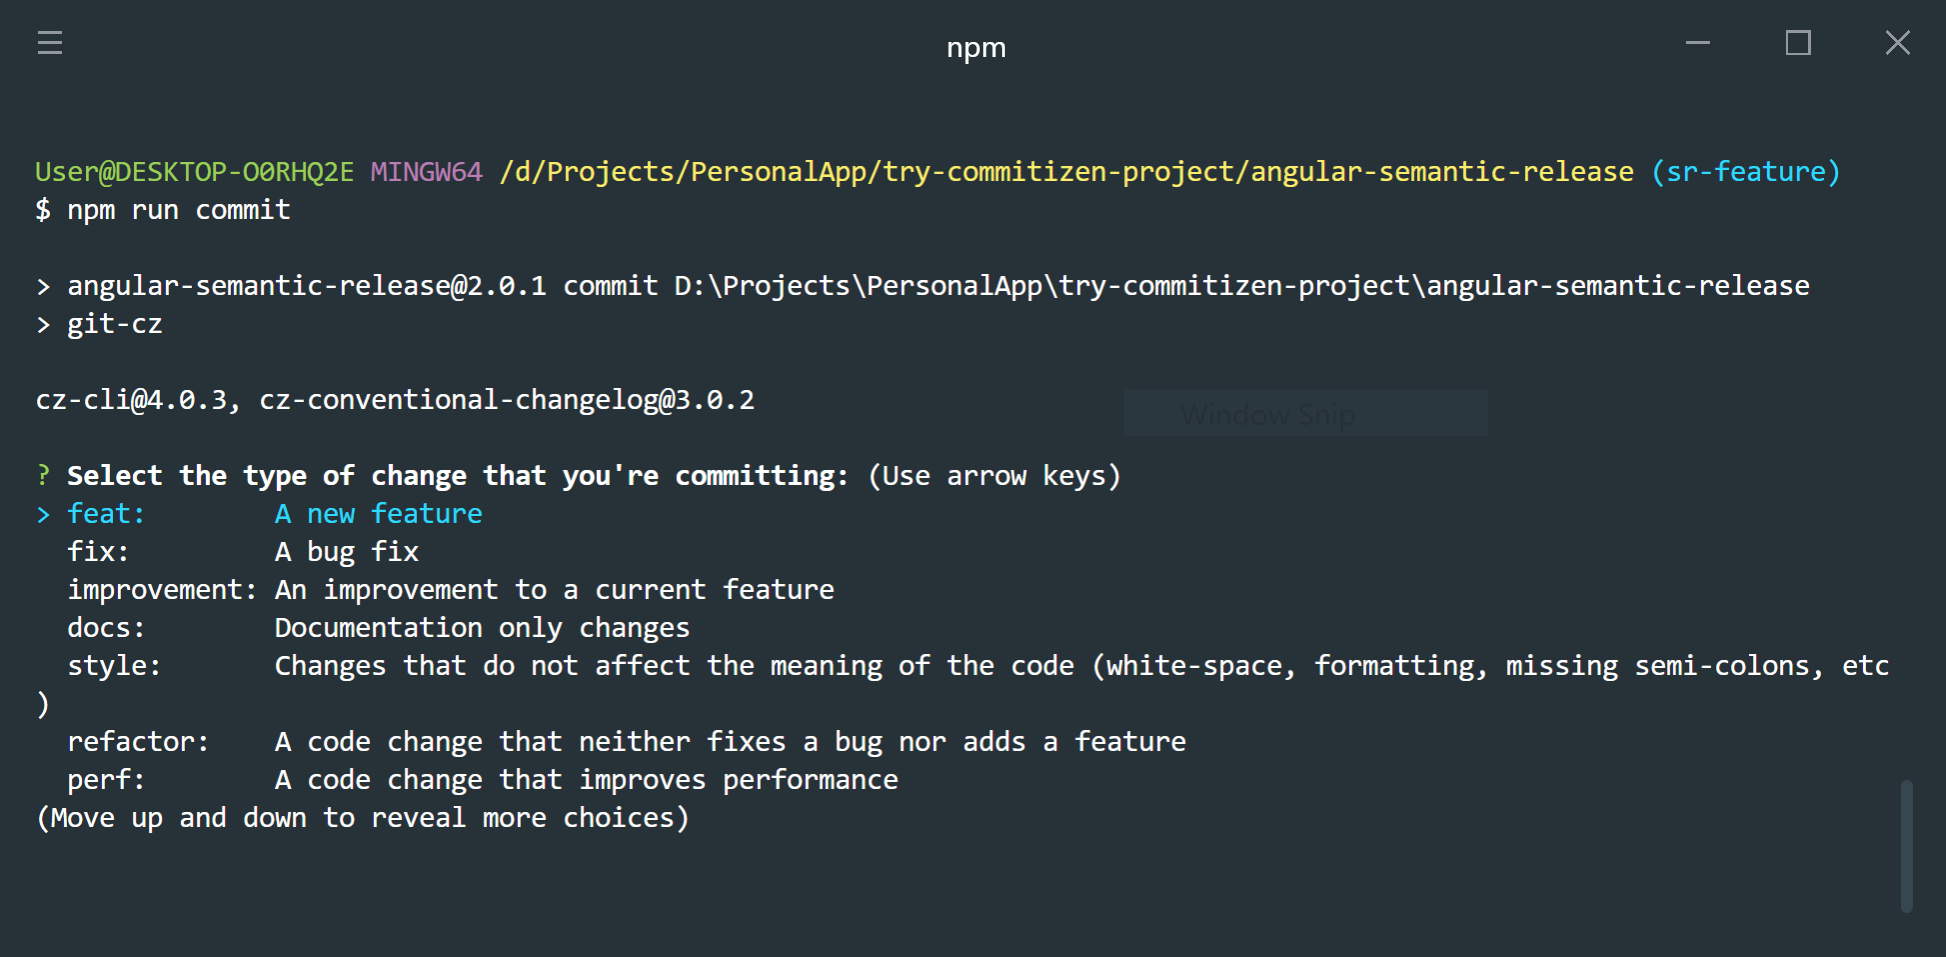 npm
User@DESKTOP-O0RHQ2E MINGW64 /d/Projects/PersonalApp/try-commitizen-project/angular-semantic-release (sr-feature)
$ npm run commit
> angular-semantic-release@2.0.1 commit D:\Projects\PersonalApp\try-commitizen-project\angular-semantic-release
> git-cz
cz-cli@4.0.3, cz-conventional-changelog@3.0.2
Window Snip
? Select the type of change that you're committing: (Use arrow keys)
> feat:        A new feature
  fix:         A bug fix
  improvement: An improvement to a current feature
  docs:        Documentation only changes
  style:       Changes that do not affect the meaning of the code (white-space, formatting, missing semi-colons, etc
)
  refactor:    A code change that neither fixes a bug nor adds a feature
  perf:        A code change that improves performance
(Move up and down to reveal more choices)